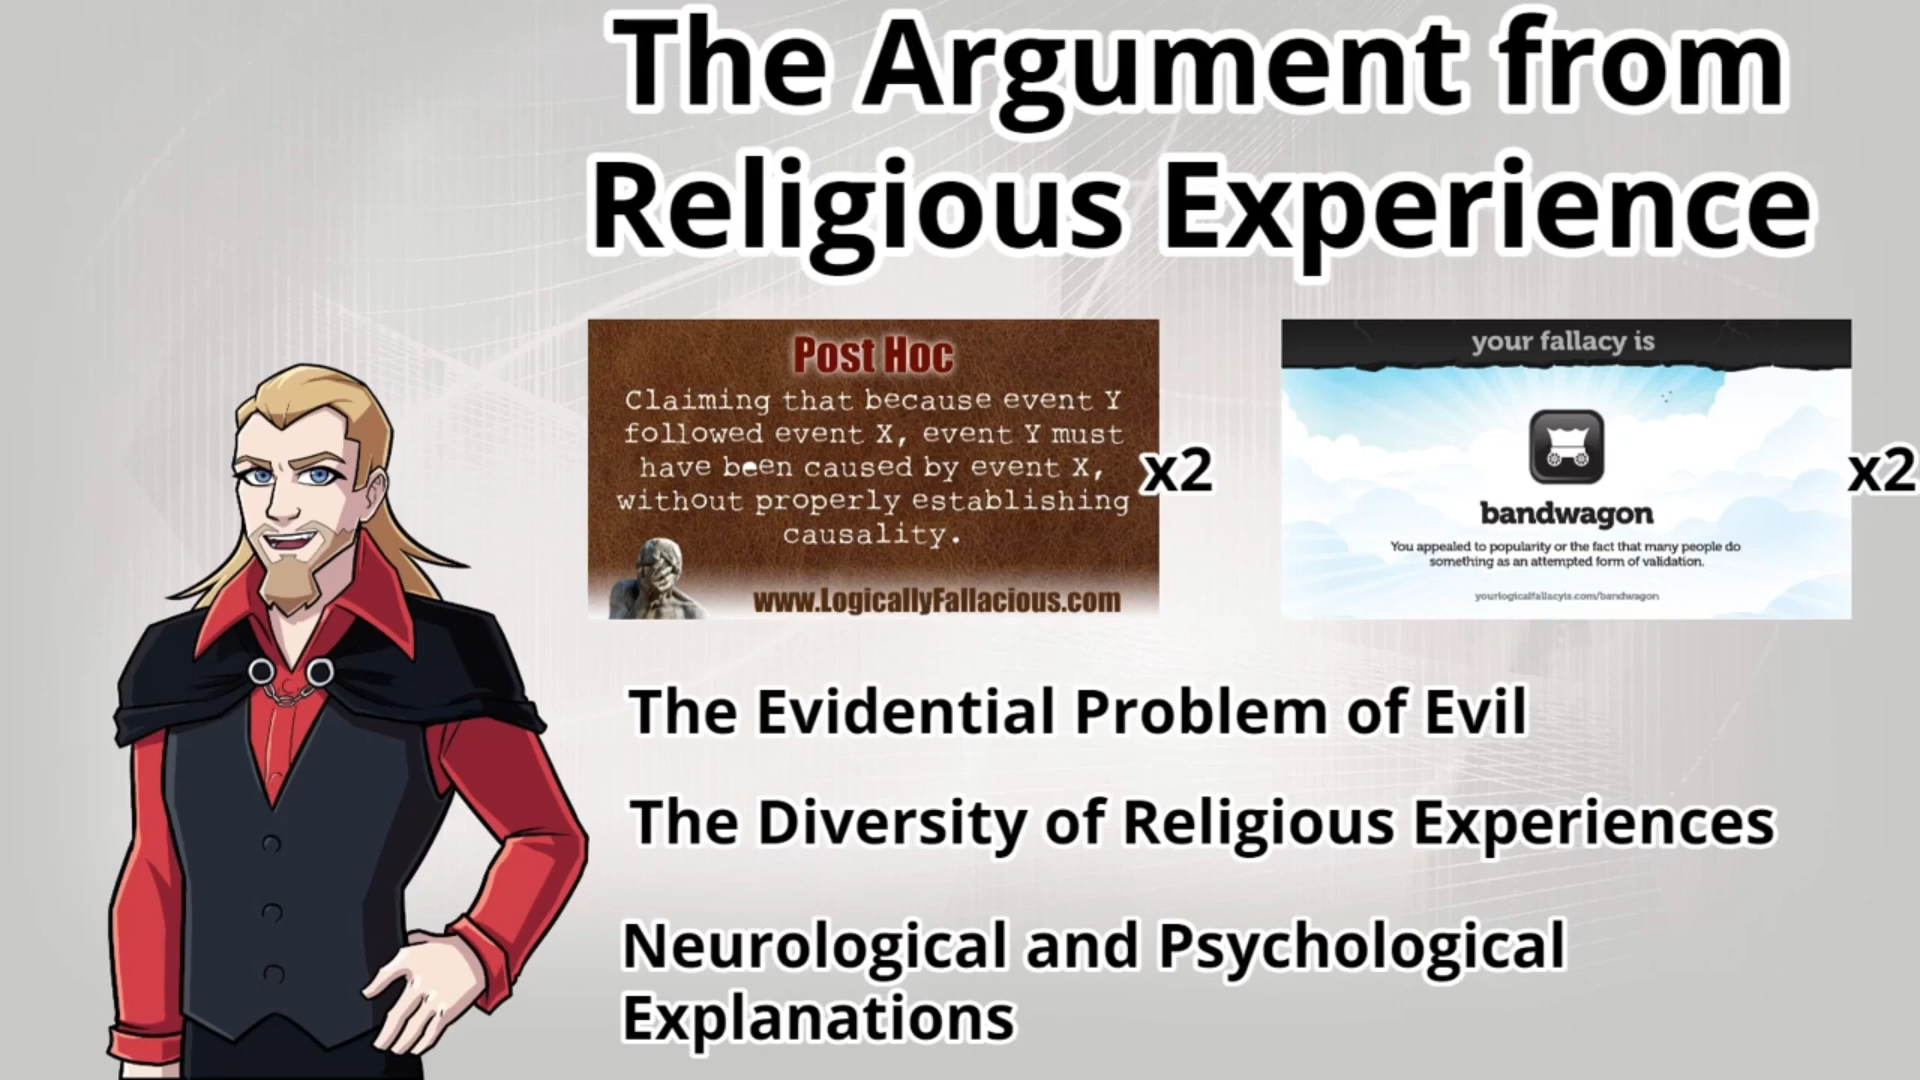 The Argument from
Religious Experience
Post Hoc
Claiming that because event Y
followed event X, event Y must
have been caused by event X,
without properly establishing
causality.
www.LogicallyFallacious.com
x2
your fallacy is
bandwagon
You appealed to popularity or the fact that many people do
something as an attempted form of validation.
yourlogicalfallacyis.com/bandwagon
x2
The Evidential Problem of Evil
The Diversity of Religious Experiences
Neurological and Psychological
Explanations